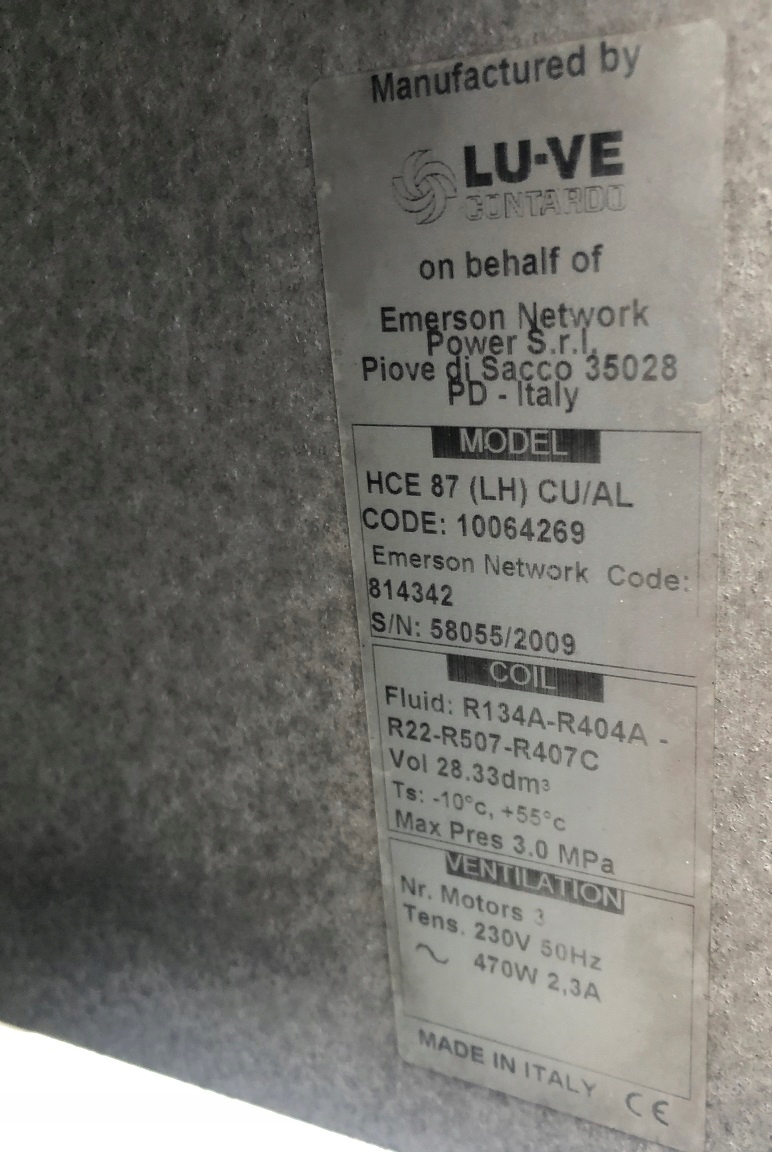 Manufactured by
LU-VE
CONTARDO
on behalf of
Emerson Network
Power S.r.l.
Piove di Sacco 35028
PD - Italy
MODEL
HCE 87 (LH) CU/AL
CODE: 10064269
Emerson Network Code:
814342
S/N: 58055/2009
COIL
Fluid: R134A-R404A -
R22-R507-R407C
Vol 28.33dm³
Ts: -10°c, +55°c
Max Pres 3.0 MPa
VENTILATION
Nr. Motors 3
Tens. 230V 50Hz
~ 470W 2,3A
MADE IN ITALY CE